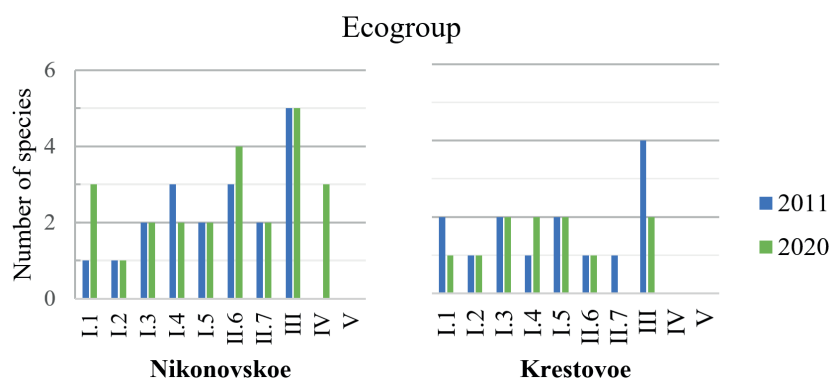 Ecogroup
Number of species
6
4
2
0
I.1 I.2 I.3 I.4 I.5 II.6 II.7 III IV V
Nikonovskoe
I.1 I.2 I.3 I.4 I.5 II.6 II.7 III IV V
Krestovoe
2011
2020